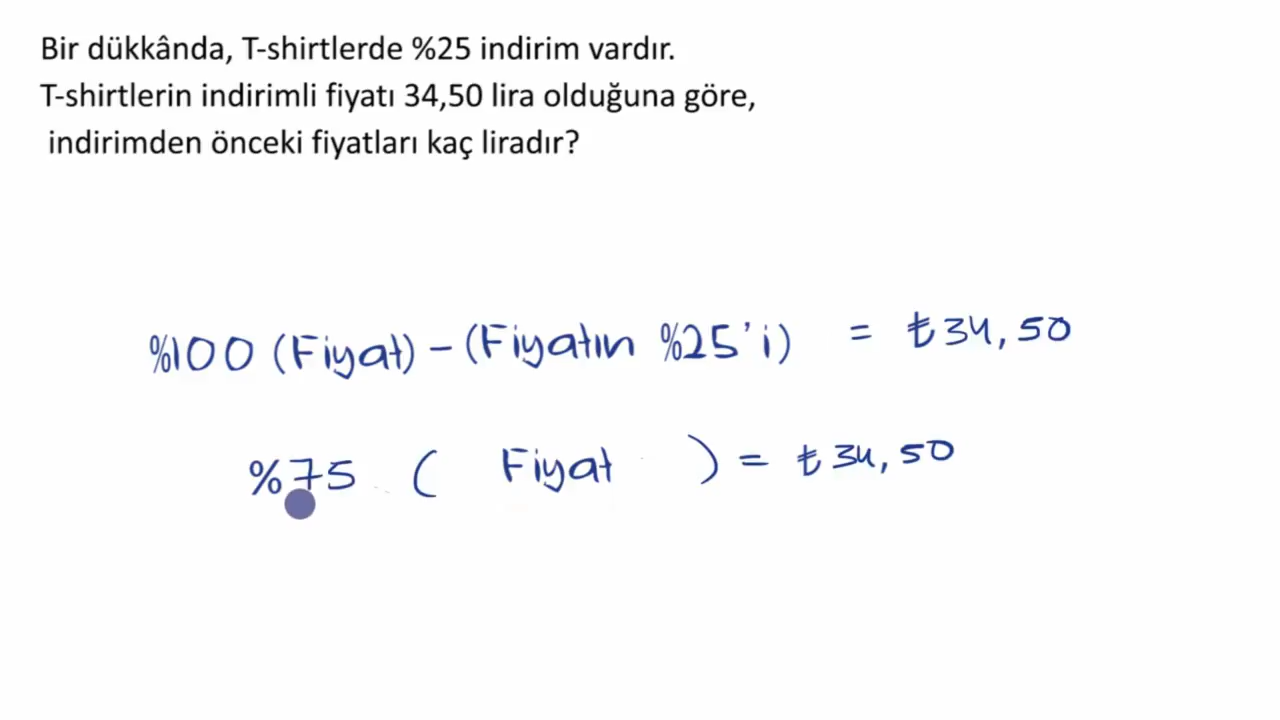 Bir dükkânda, T-shirtlerde %25 indirim vardır.
T-shirtlerin indirimli fiyatı 34,50 lira olduğuna göre,
indirimden önceki fiyatları kaç liradır?
%100 (Fiyat) - (Fiyatın %25'i) = ₺34,50
%75 ( Fiyat ) = ₺34,50